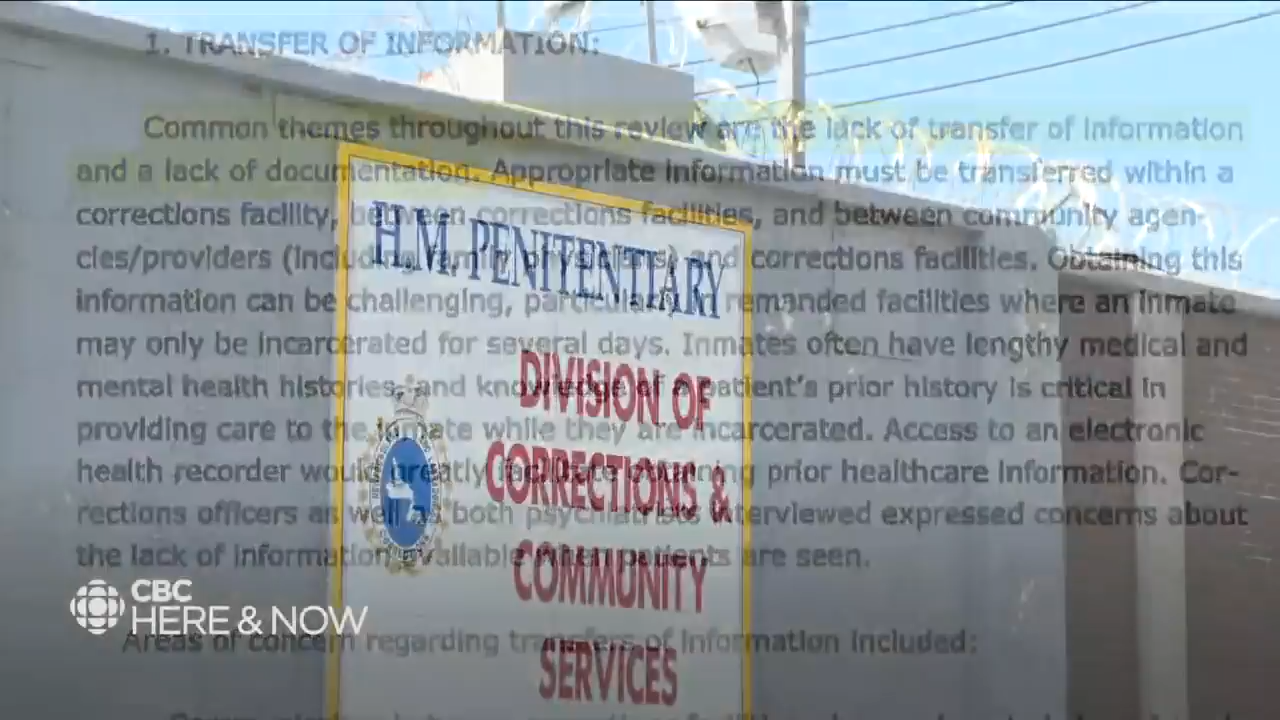 1. TRANSFER OF INFORMATION:
Common themes throughout this review are the lack of transfer of information
and a lack of documentation. Appropriate information must be transferred within a
corrections facility, between corrections facilities, and between community agen-
cies/providers (including family physicians) and corrections facilities. Obtaining this
information can be challenging, particularly in remanded facilities where an inmate
may only be incarcerated for several days. Inmates often have lengthy medical and
mental health histories, and knowledge of a patient's prior history is critical in
providing care to the inmate while they are incarcerated. Access to an electronic
health recorder would greatly facilitate obtaining prior healthcare information. Cor-
rections officers as well as both psychiatrists interviewed expressed concerns about
the lack of information available when patients are seen.
Areas of concern regarding transfers of information included:
H.M. PENITENTIARY
DIVISION OF
CORRECTIONS &
COMMUNITY
SERVICES
CBC
HERE & NOW